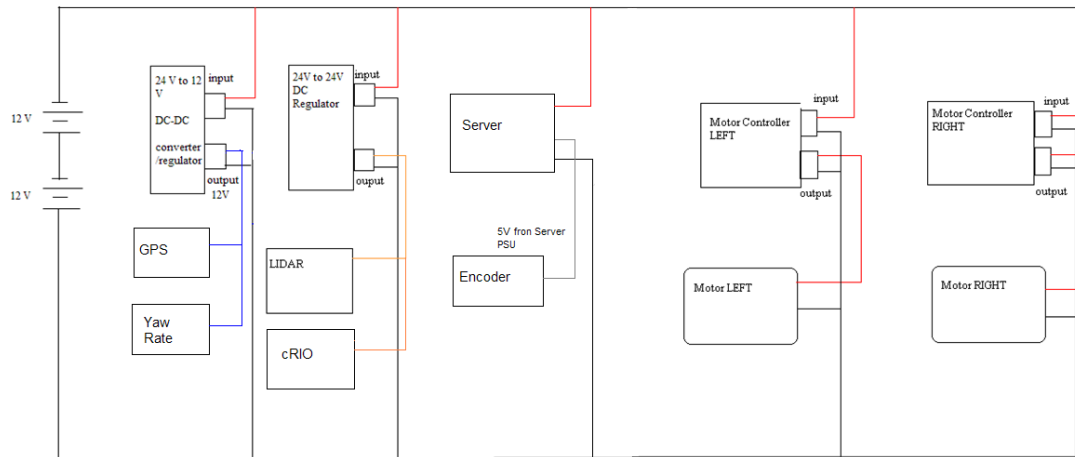 12 V
12 V
24 V to 12
V
DC-DC
converter
/regulator)
input
output
12V
GPS
Yaw
Rate
24V to 24V
DC
Regulator
input
ouput
LIDAR
cRIO
Server
5V fron Server
PSU
Encoder
Motor Controller
LEFT
input
output
Motor LEFT
Motor Controller
RIGHT
input
output
Motor RIGHT